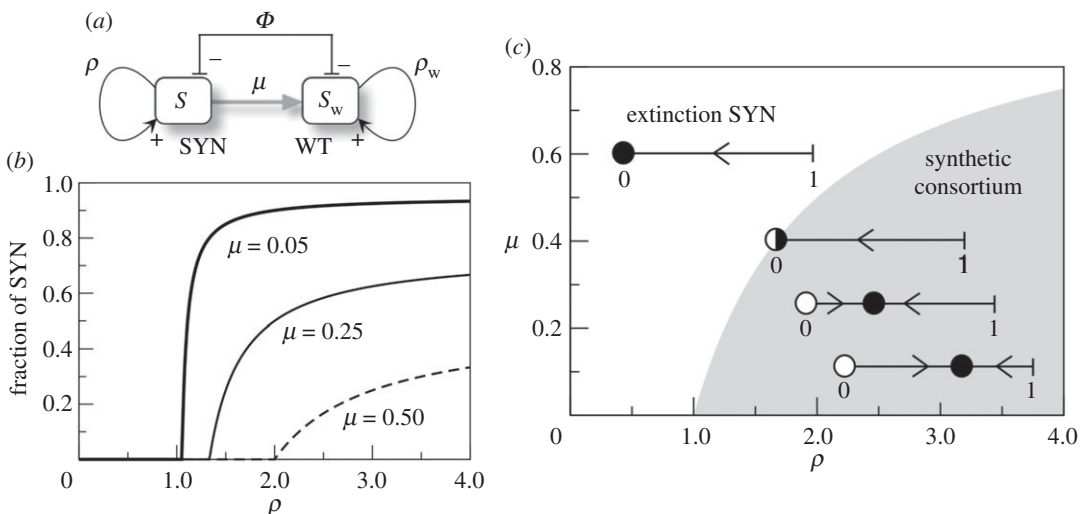 (a)
Φ
ρ
–
–
ρw
S
μ
Sw
+
SYN
WT
+
(b)
1.0
0.8
0.6
0.4
0.2
0
1.0
2.0
3.0
4.0
fraction of SYN
ρ
μ = 0.05
μ = 0.25
μ = 0.50
(c)
0.8
0.6
μ 0.4
0.2
0
1.0
2.0
3.0
4.0
ρ
extinction SYN
0
1
synthetic
consortium
0
1
0
1
0
1